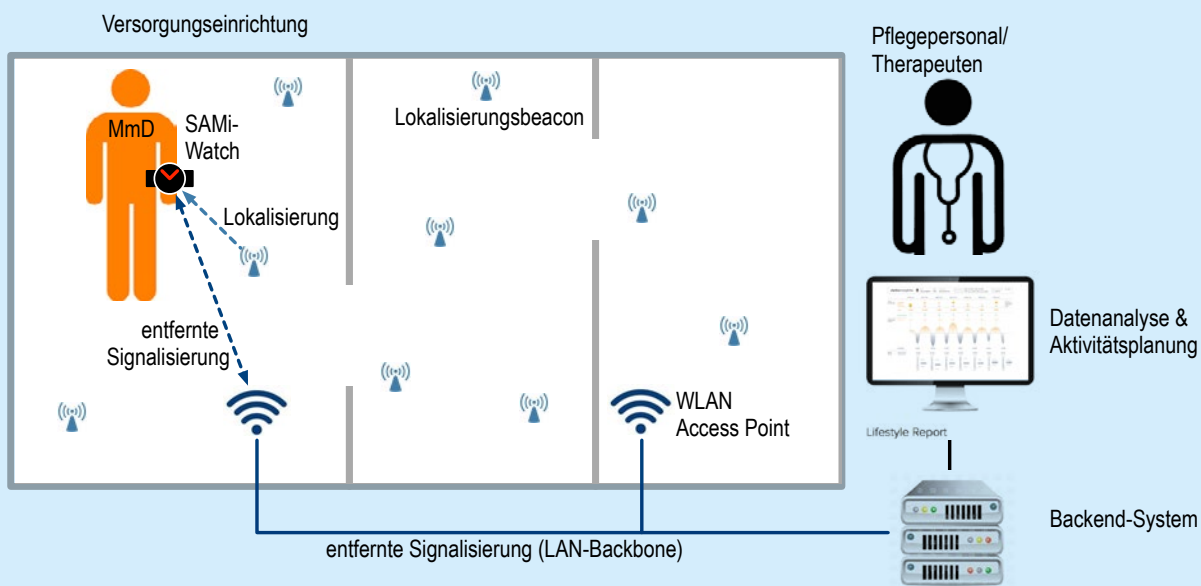 Versorgungseinrichtung
Pflegepersonal/
Therapeuten
MmD
SAMi-
Watch
Lokalisierungsbeacon
Lokalisierung
entfernte
Signalisierung
WLAN
Access Point
Datenanalyse &
Aktivitätsplanung
Lifestyle Report
Backend-System
entfernte Signalisierung (LAN-Backbone)